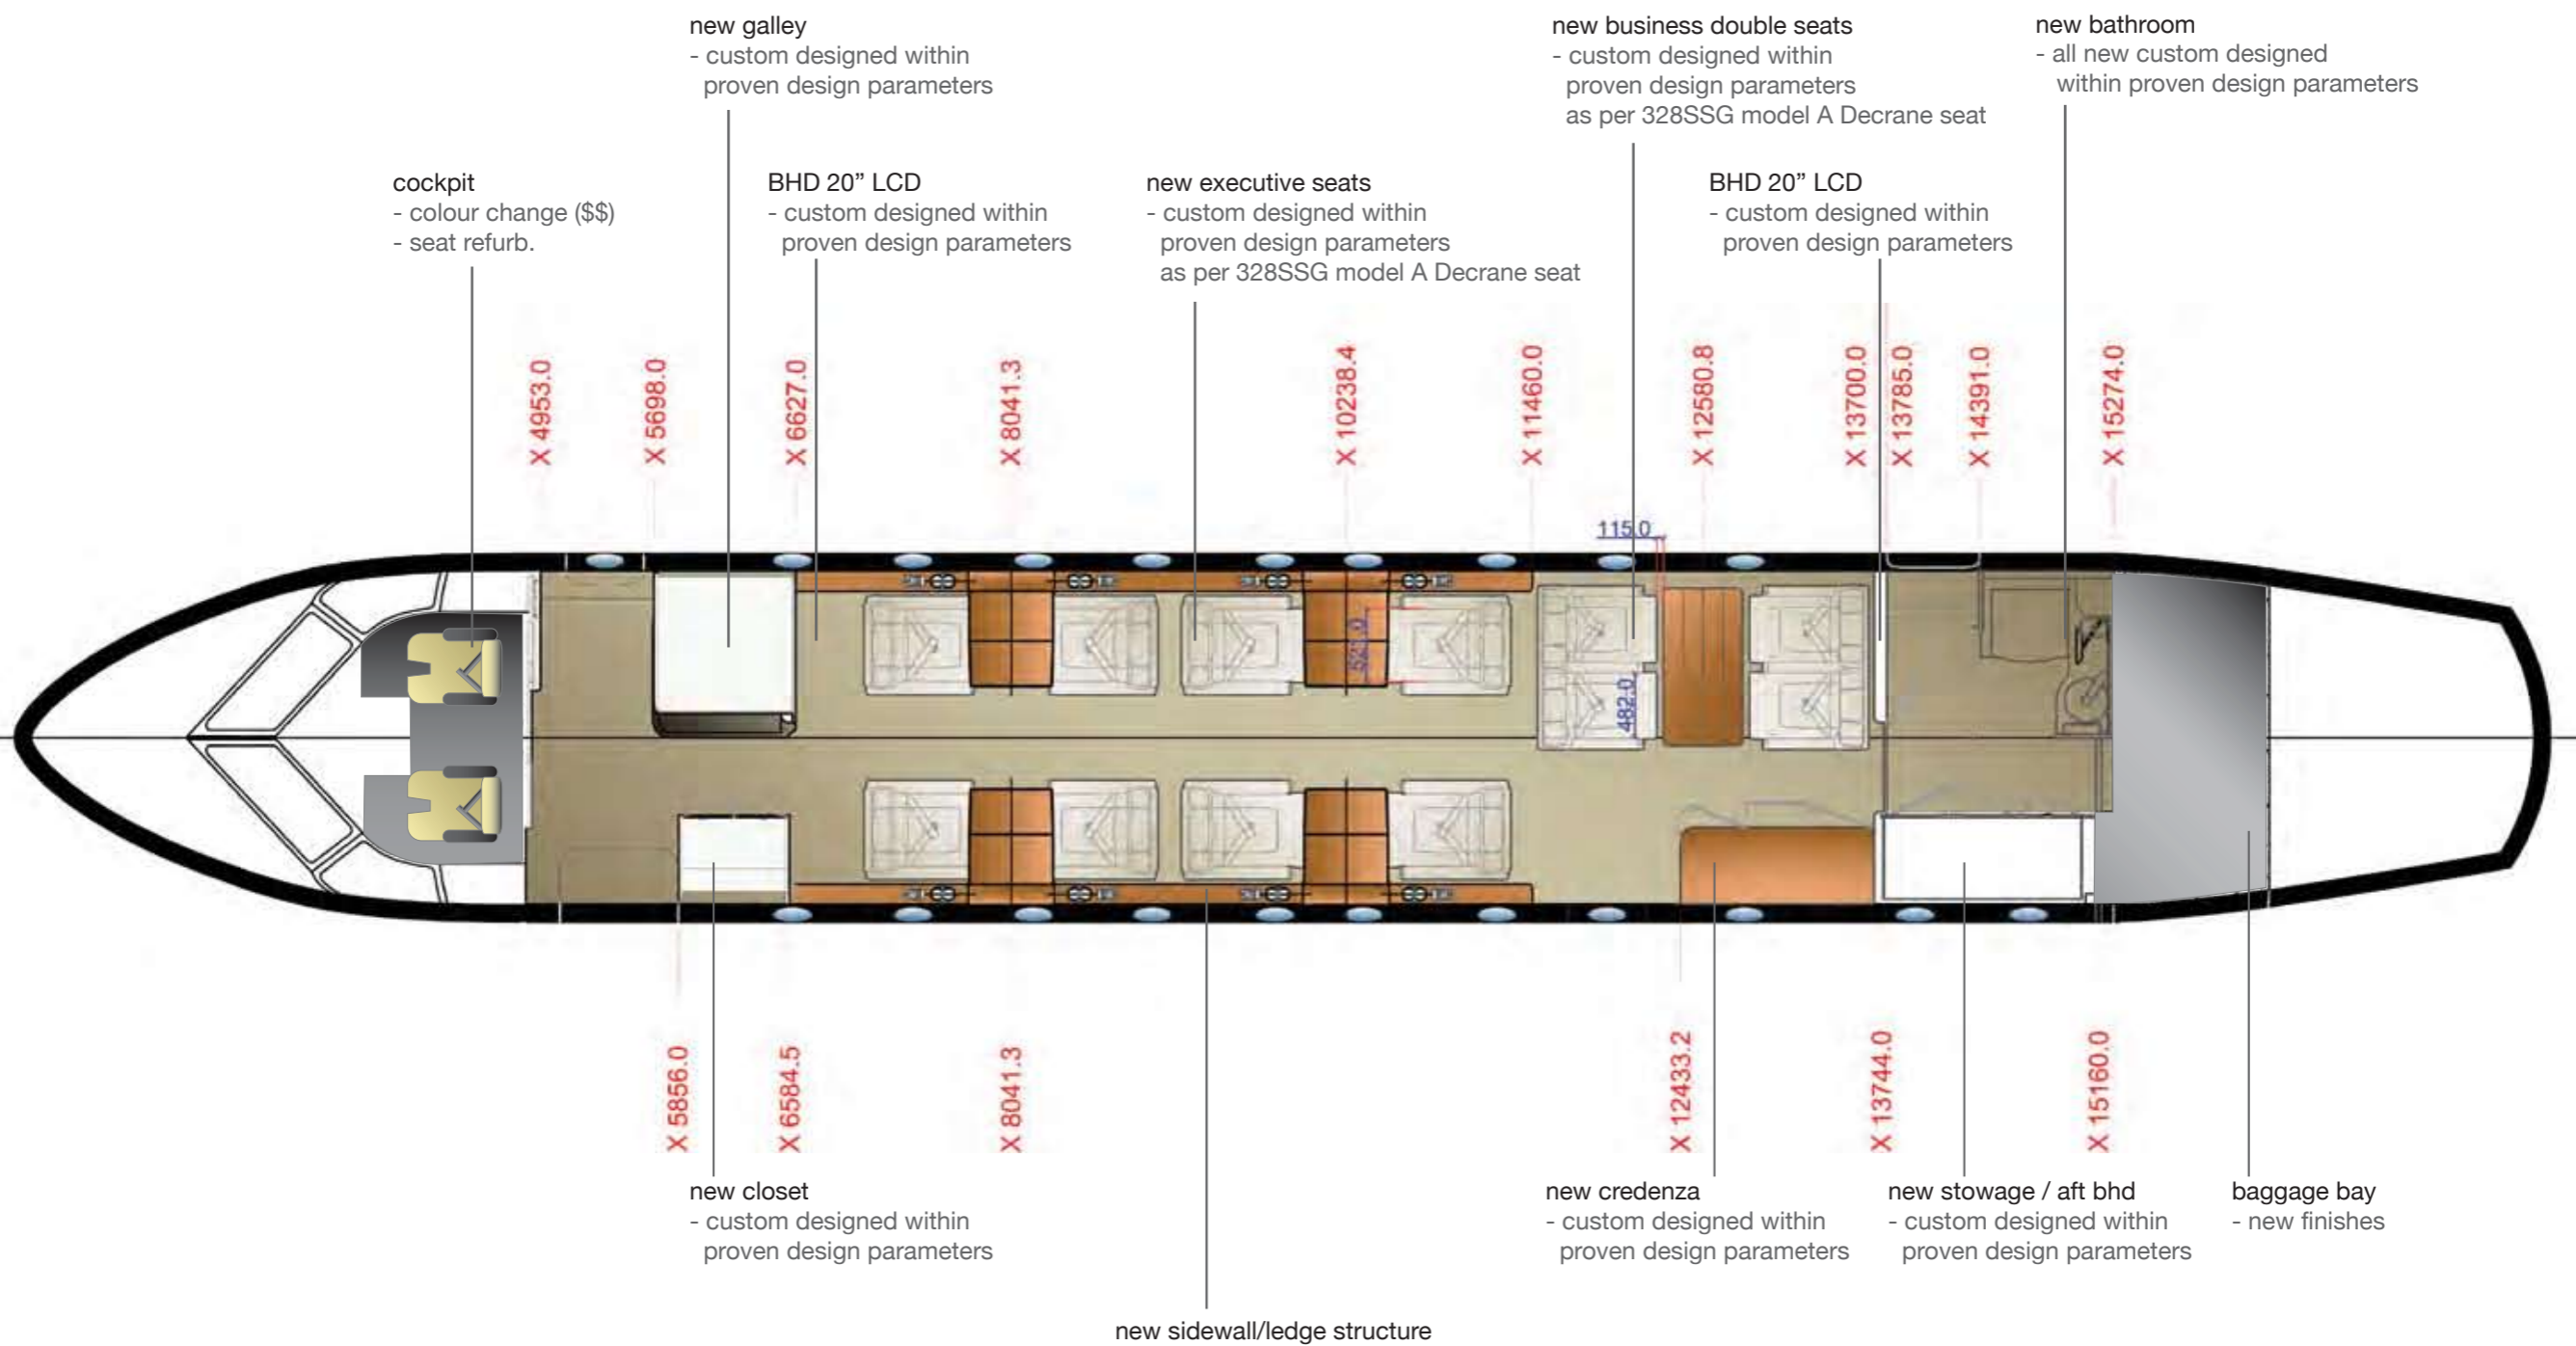 new galley
- custom designed within
proven design parameters
new business double seats
- custom designed within
proven design parameters
as per 328SSG model A Decrane seat
new bathroom
- all new custom designed
within proven design parameters
cockpit
- colour change ($$)
- seat refurb.
BHD 20” LCD
- custom designed within
proven design parameters
new executive seats
- custom designed within
proven design parameters
as per 328SSG model A Decrane seat
BHD 20” LCD
- custom designed within
proven design parameters
X 4953.0
X 5698.0
X 6627.0
X 8041.3
X 10238.4
X 11460.0
X 12580.8
X 13700.0
X 13785.0
X 14391.0
X 15274.0
115.0
482.0
X 5856.0
X 6584.5
X 8041.3
X 12433.2
X 13744.0
X 15160.0
new closet
- custom designed within
proven design parameters
new credenza
- custom designed within
proven design parameters
new stowage / aft bhd
- custom designed within
proven design parameters
baggage bay
- new finishes
new sidewall/ledge structure